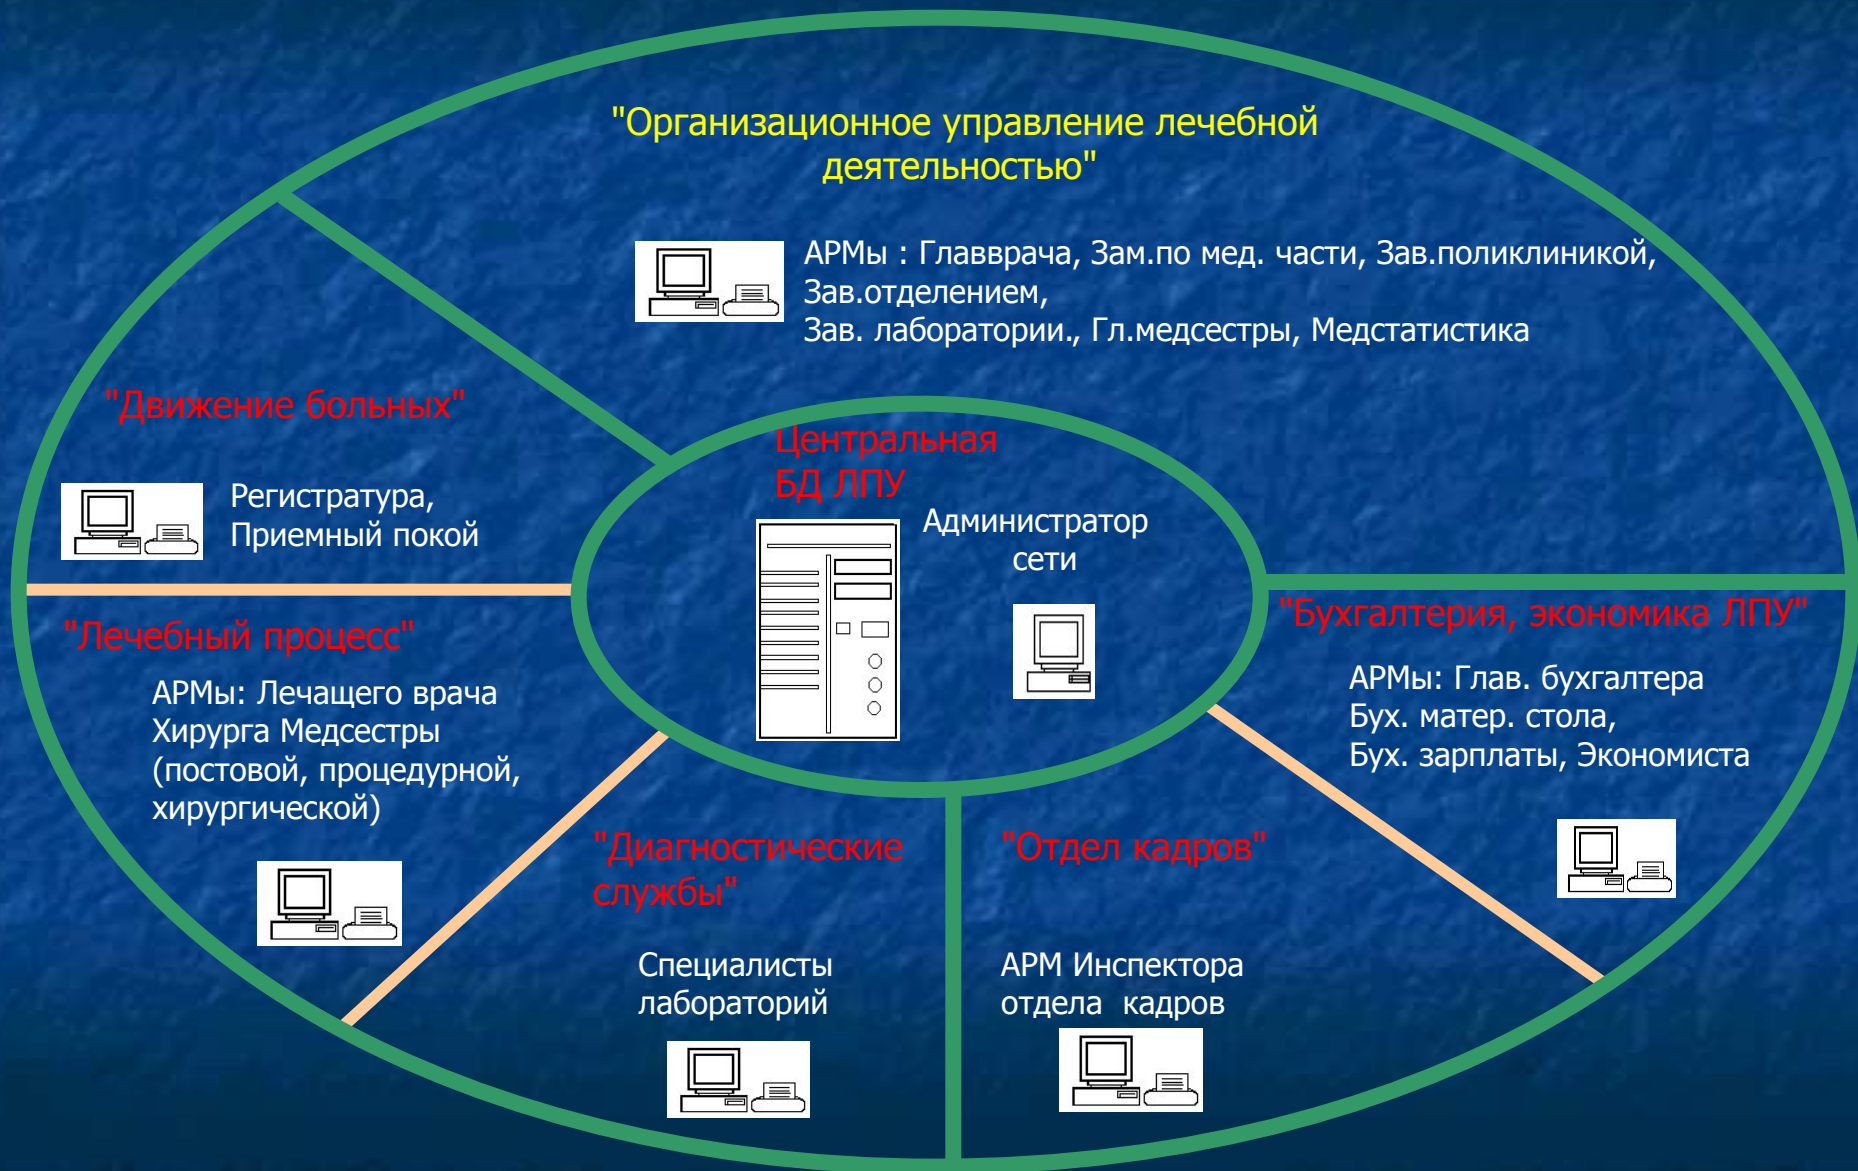 "Организационное управление лечебной
деятельностью"
АРМы : Главврача, Зам.по мед. части, Зав.поликлиникой,
Зав.отделением,
Зав. лаборатории., Гл.медсестры, Медстатистика
"Движение больных"
Регистратура,
Приемный покой
Центральная
БД ЛПУ
Администратор
сети
"Лечебный процесс"
АРМы: Лечащего врача
Хирурга Медсестры
(постовой, процедурной,
хирургической)
"Бухгалтерия, экономика ЛПУ"
АРМы: Глав. бухгалтера
Бух. матер. стола,
Бух. зарплаты, Экономиста
"Диагностические
службы"
Специалисты
лабораторий
"Отдел кадров"
АРМ Инспектора
отдела  кадров